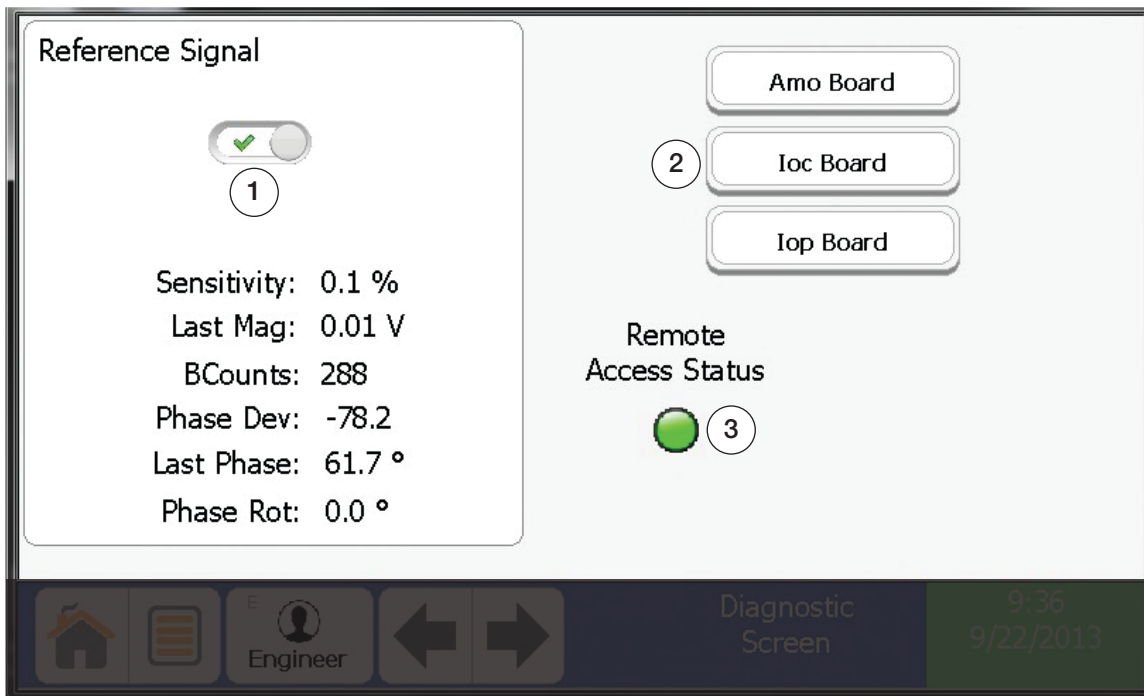 Reference Signal
1
Sensitivity: 0.1 %
Last Mag: 0.01 V
BCounts: 288
Phase Dev: -78.2
Last Phase: 61.7 °
Phase Rot: 0.0 °
Amo Board
2
Ioc Board
Iop Board
Remote
Access Status
3
E
Engineer
Diagnostic
Screen
9:36
9/22/2013